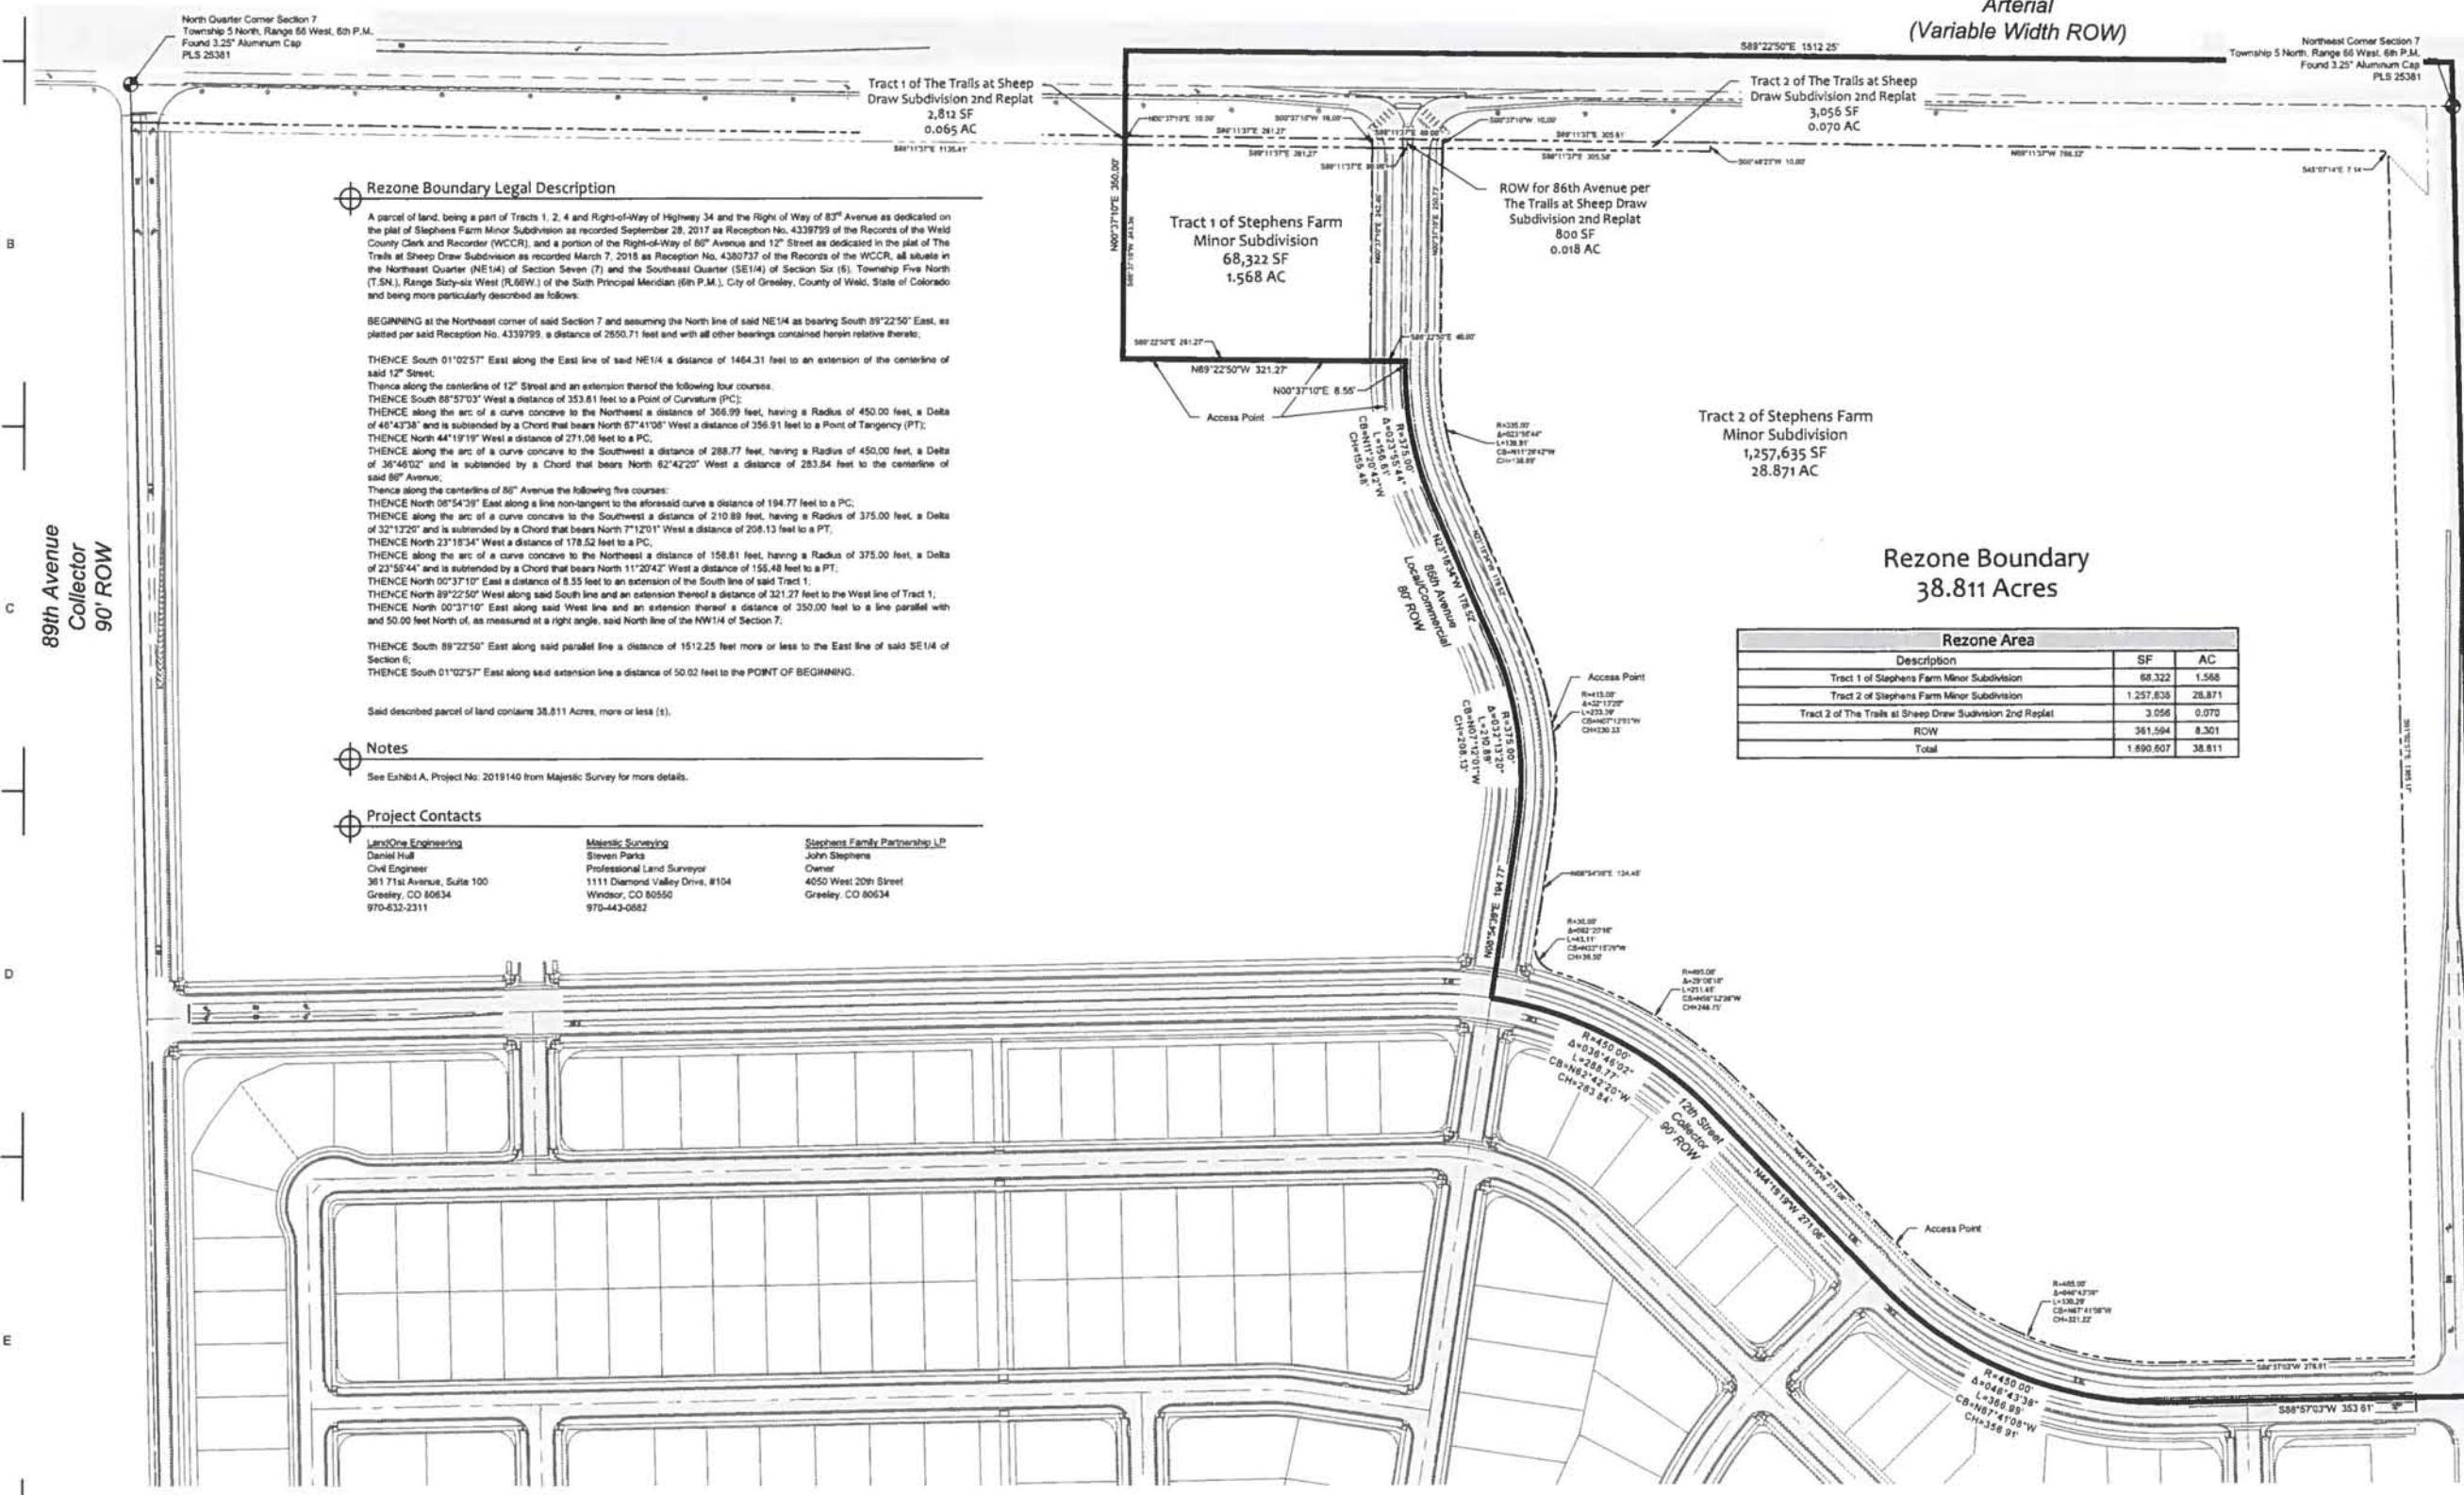 Arterial
(Variable Width ROW)
North Quarter Corner Section 7
Township 5 North, Range 66 West, 6th P.M.
Found 3.25" Aluminum Cap
PLS 25381
S89°22'50"E 1512.25'
Northeast Corner Section 7
Township 5 North, Range 66 West, 6th P.M.
Found 3.25" Aluminum Cap
PLS 25381
Tract 1 of The Trails at Sheep
Draw Subdivision 2nd Replat
2,812 SF
0.065 AC
Tract 2 of The Trails at Sheep
Draw Subdivision 2nd Replat
3,056 SF
0.070 AC
N00°37'10"E 350.00'
Tract 1 of Stephens Farm
Minor Subdivision
68,322 SF
1.568 AC
ROW for 86th Avenue per
The Trails at Sheep Draw
Subdivision 2nd Replat
800 SF
0.018 AC
N89°22'50"W 321.27'
N00°37'10"E 8.55'
Access Point
Rezone Boundary Legal Description
A parcel of land, being a part of Tracts 1, 2, 4 and Right-of-Way of Highway 34 and the Right of Way of 83rd Avenue as dedicated on
the plat of Stephens Farm Minor Subdivision as recorded September 28, 2017 as Reception No. 4339799 of the Records of the Weld
County Clerk and Recorder (WCCR), and a portion of the Right-of-Way of 86th Avenue and 12th Street as dedicated in the plat of The
Trails at Sheep Draw Subdivision as recorded March 7, 2018 as Reception No. 4380737 of the Records of the WCCR, all situate in
the Northeast Quarter (NE1/4) of Section Seven (7) and the Southeast Quarter (SE1/4) of Section Six (6), Township Five North
(T.5N.), Range Sixty-six West (R.66W.) of the Sixth Principal Meridian (6th P.M.), City of Greeley, County of Weld, State of Colorado
and being more particularly described as follows:
BEGINNING at the Northeast corner of said Section 7 and assuming the North line of said NE1/4 as bearing South 89°22'50" East, as
platted per said Reception No. 4339799, a distance of 2650.71 feet and with all other bearings contained herein relative thereto;
THENCE South 01°02'57" East along the East line of said NE1/4 a distance of 1464.31 feet to an extension of the centerline of
said 12th Street;
Thence along the centerline of 12th Street and an extension thereof the following four courses.
THENCE South 88°57'03" West a distance of 353.61 feet to a Point of Curvature (PC);
THENCE along the arc of a curve concave to the Northeast a distance of 366.99 feet, having a Radius of 450.00 feet, a Delta
of 46°43'38" and is subtended by a Chord that bears North 67°41'08" West a distance of 356.91 feet to a Point of Tangency (PT);
THENCE North 44°19'19" West a distance of 271.06 feet to a PC,
THENCE along the arc of a curve concave to the Southwest a distance of 288.77 feet, having a Radius of 450.00 feet, a Delta
of 36°46'02" and is subtended by a Chord that bears North 62°42'20" West a distance of 283.84 feet to the centerline of
said 86th Avenue;
Thence along the centerline of 86th Avenue the following five courses:
THENCE North 08°54'39" East along a line non-tangent to the aforesaid curve a distance of 194.77 feet to a PC;
THENCE along the arc of a curve concave to the Southwest a distance of 210.89 feet, having a Radius of 375.00 feet, a Delta
of 32°13'20" and is subtended by a Chord that bears North 7°12'01" West a distance of 208.13 feet to a PT,
THENCE North 23°18'34" West a distance of 178.52 feet to a PC,
THENCE along the arc of a curve concave to the Northeast a distance of 156.61 feet, having a Radius of 375.00 feet, a Delta
of 23°55'44" and is subtended by a Chord that bears North 11°20'42" West a distance of 155.48 feet to a PT;
THENCE North 00°37'10" East a distance of 8.55 feet to an extension of the South line of said Tract 1;
THENCE North 89°22'50" West along said South line and an extension thereof a distance of 321.27 feet to the West line of Tract 1;
THENCE North 00°37'10" East along said West line and an extension thereof a distance of 350.00 feet to a line parallel with
and 50.00 feet North of, as measured at a right angle, said North line of the NW1/4 of Section 7;
THENCE South 89°22'50" East along said parallel line a distance of 1512.25 feet more or less to the East line of said SE1/4 of
Section 6;
THENCE South 01°02'57" East along said extension line a distance of 50.02 feet to the POINT OF BEGINNING.
Said described parcel of land contains 38.811 Acres, more or less (±).
Notes
See Exhibit A, Project No: 2019140 from Majestic Survey for more details.
Project Contacts
LandOne Engineering
Daniel Hull
Civil Engineer
361 71st Avenue, Suite 100
Greeley, CO 80634
970-632-2311
Majestic Surveying
Steven Parks
Professional Land Surveyor
1111 Diamond Valley Drive, #104
Windsor, CO 80550
970-443-0882
Stephens Family Partnership LP
John Stephens
Owner
4050 West 20th Street
Greeley, CO 80634
89th Avenue
Collector
90' ROW
B
C
D
E
Tract 2 of Stephens Farm
Minor Subdivision
1,257,635 SF
28.871 AC
Rezone Boundary
38.811 Acres
Rezone Area
Description SF AC
Tract 1 of Stephens Farm Minor Subdivision 68,322 1.568
Tract 2 of Stephens Farm Minor Subdivision 1,257,635 28.871
Tract 2 of The Trails at Sheep Draw Sudivision 2nd Replat 3,056 0.070
ROW 361,594 8.301
Total 1,690,607 38.811
R=375.00'
Δ=023°55'44"
L=156.61'
CB=N11°20'42"W
CH=155.48'
N23°18'34"W 178.52'
86th Avenue
Local/Commercial
80' ROW
Access Point
R=375.00'
Δ=032°13'20"
L=210.89'
CB=N07°12'01"W
CH=208.13'
N08°54'39"E 194.77'
R=450.00'
Δ=036°46'02"
L=288.77'
CB=N62°42'20"W
CH=283.84'
12th Street
Collector
90' ROW
N44°19'19"W 271.06'
Access Point
R=450.00'
Δ=046°43'38"
L=366.99'
CB=N67°41'08"W
CH=356.91'
S88°57'03"W 353.61'